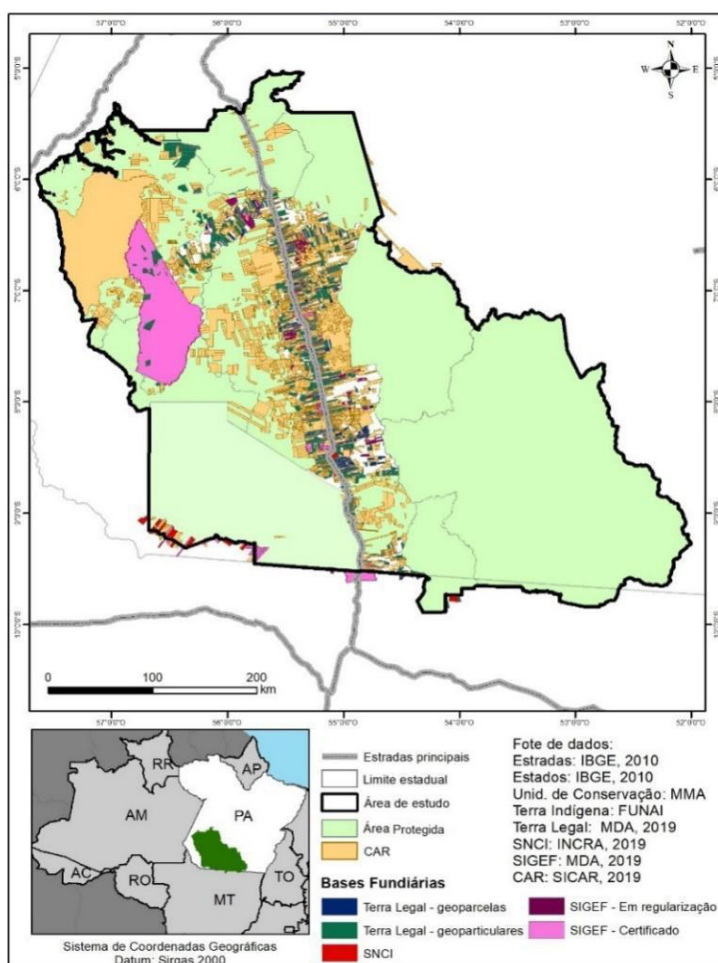 57°0'0"O 56°0'0"O 55°0'0"O 54°0'0"O 53°0'0"O 52°0'0"O
N
W E
S
0 100 200
km
57°0'0"O 56°0'0"O 55°0'0"O 54°0'0"O 53°0'0"O 52°0'0"O
RR
AP
AM
PA
AC
RO
MT
TO
Sistema de Coordenadas Geográficas
Datum: Sirgas 2000
Estradas principais
Limite estadual
Área de estudo
Área Protegida
CAR
Bases Fundiárias
Terra Legal - geoparcelas
Terra Legal - geoparticulares
SNCI
SIGEF - Em regularização
SIGEF - Certificado
Fote de dados:
Estradas: IBGE, 2010
Estados: IBGE, 2010
Unid. de Conservação: MMA
Terra Indígena: FUNAI
Terra Legal: MDA, 2019
SNCI: INCRA, 2019
SIGEF: MDA, 2019
CAR: SICAR, 2019